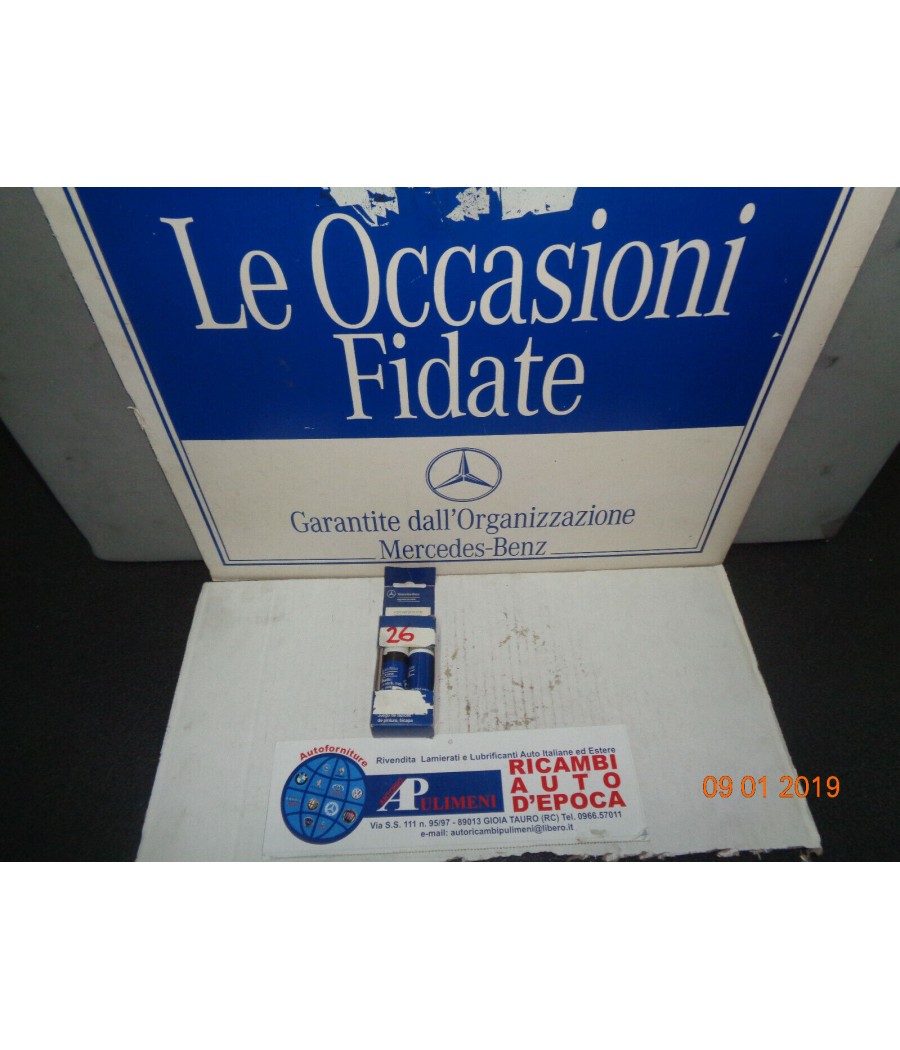 Le Occasioni
Fidate
Garantite dall'Organizzazione
Mercedes-Benz
26
Autoforniture
Rivendita Lamierati e Lubrificanti Auto Italiane ed Estere
AP ULIMENI
RICAMBI
AUTO
D'EPOCA
Via S.S. 111 n. 95/97 - 89013 GIOIA TAURO (RC) Tel. 0966.57011
e-mail: autoricambipulimeni@libero.it
09 01 2019